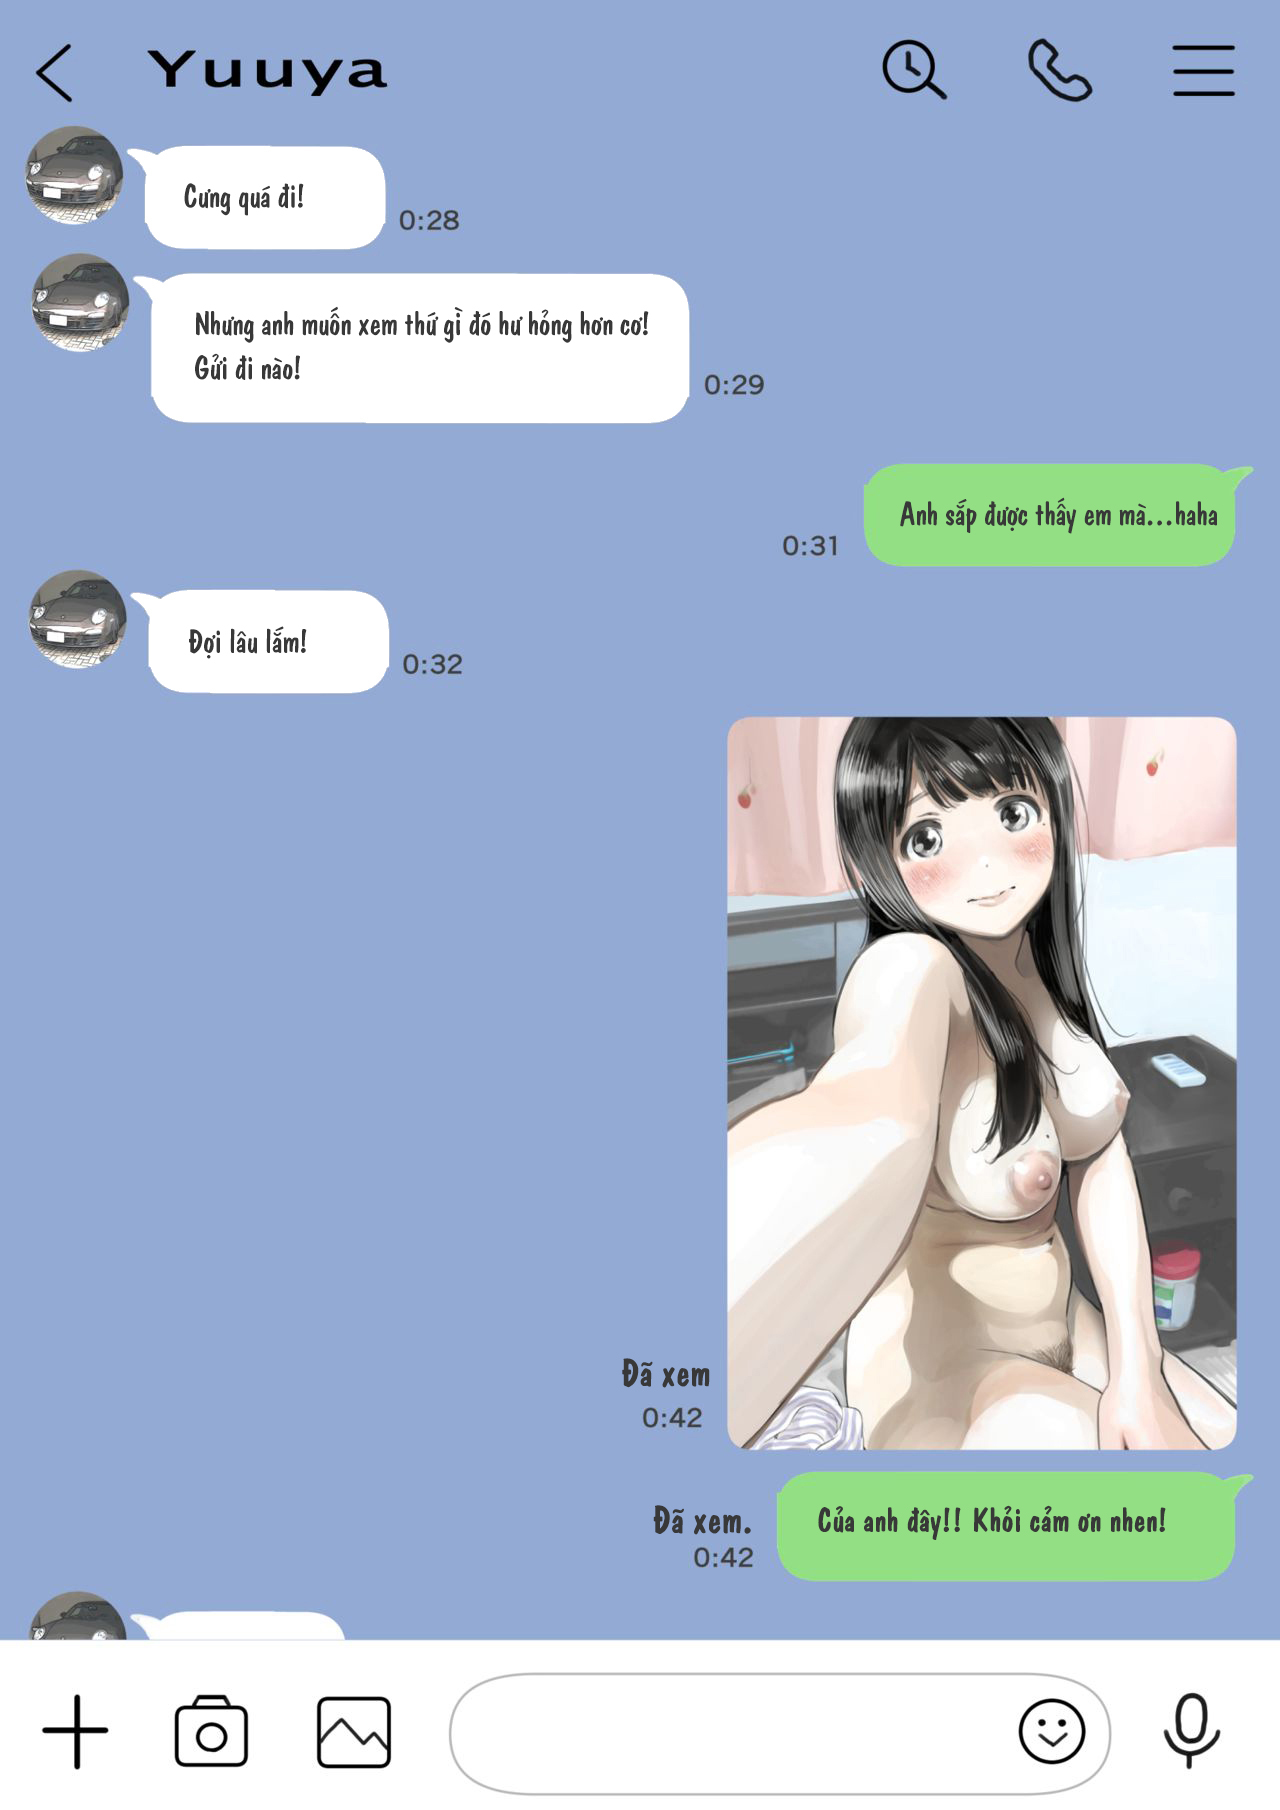 Yuuya
Cưng quá đi!
0:28
Nhưng anh muốn xem thứ gì đó hư hỏng hơn cơ!
Gửi đi nào!
0:29
Anh sắp được thấy em mà...haha
0:31
Đợi lâu lắm!
0:32
Đã xem
0:42
Của anh đây!! Khỏi cảm ơn nhen!
Đã xem.
0:42